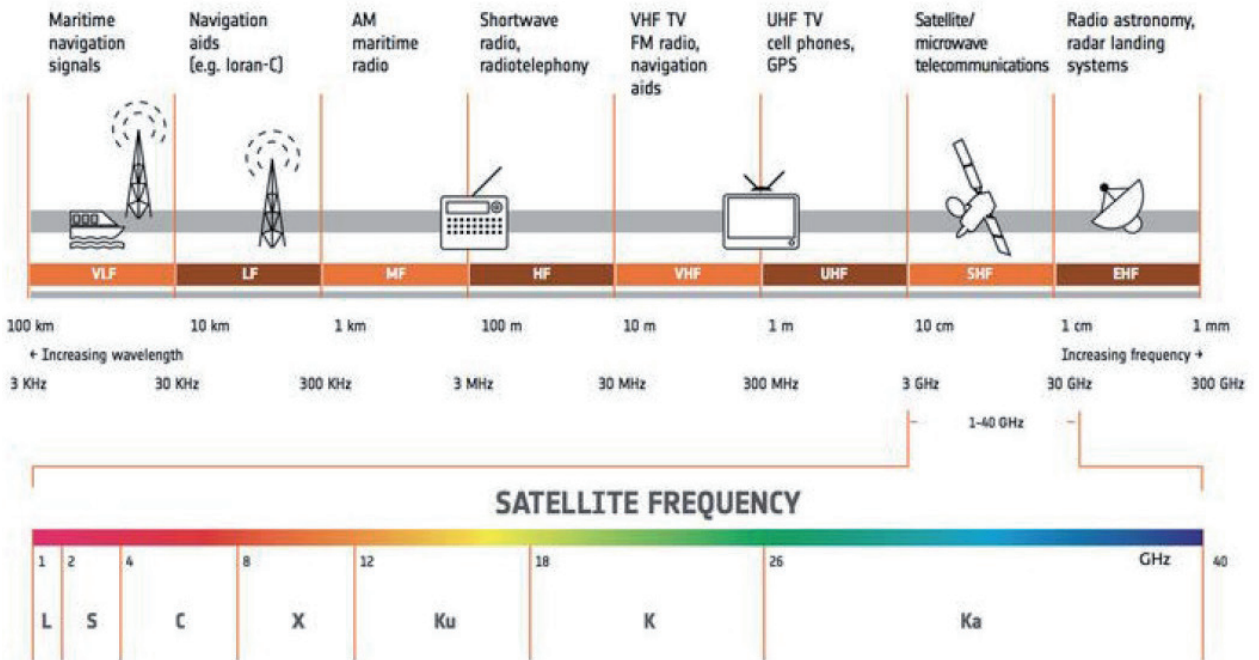 Maritime
navigation
signals
Navigation
aids
(e.g. loran-C)
AM
maritime
radio
Shortwave
radio,
radiotelephony
VHF TV
FM radio,
navigation
aids
UHF TV
cell phones,
GPS
Satellite/
microwave
telecommunications
Radio astronomy,
radar landing
systems
VLF LF MF HF VHF UHF SHF EHF
100 km 10 km 1 km 100 m 10 m 1 m 10 cm 1 cm 1 mm
← Increasing wavelength Increasing frequency →
3 KHz 30 KHz 300 KHz 3 MHz 30 MHz 300 MHz 3 GHz 30 GHz 300 GHz
1-40 GHz
SATELLITE FREQUENCY
1 2 4 8 12 18 26 GHz 40
L S C X Ku K Ka